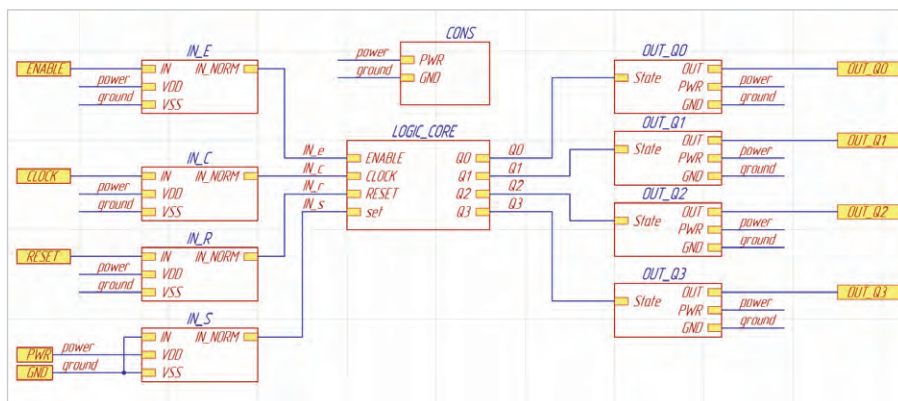 IN_E
ENABLE
IN IN_NORM
power
VDD
ground
VSS
IN_C
CLOCK
IN IN_NORM
power
VDD
ground
VSS
IN_R
RESET
IN IN_NORM
power
VDD
ground
VSS
IN_S
IN IN_NORM
PWR
power
VDD
GND
ground
VSS
CONS
power
PWR
ground
GND
LOGIC_CORE
IN_e
ENABLE
Q0
Q0
IN_c
CLOCK
Q1
Q1
IN_r
RESET
Q2
Q2
IN_s
set
Q3
Q3
OUT_Q0
OUT
OUT_Q0
State
PWR
power
GND
ground
OUT_Q1
OUT
OUT_Q1
State
PWR
power
GND
ground
OUT_Q2
OUT
OUT_Q2
State
PWR
power
GND
ground
OUT_Q3
OUT
OUT_Q3
State
PWR
power
GND
ground